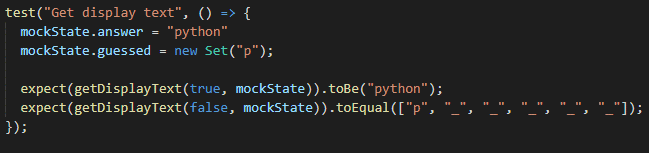 test("Get display text", () => {
  mockState.answer = "python"
  mockState.guessed = new Set("p");

  expect(getDisplayText(true, mockState)).toBe("python");
  expect(getDisplayText(false, mockState)).toEqual(["p", "_", "_", "_", "_", "_"]);
});